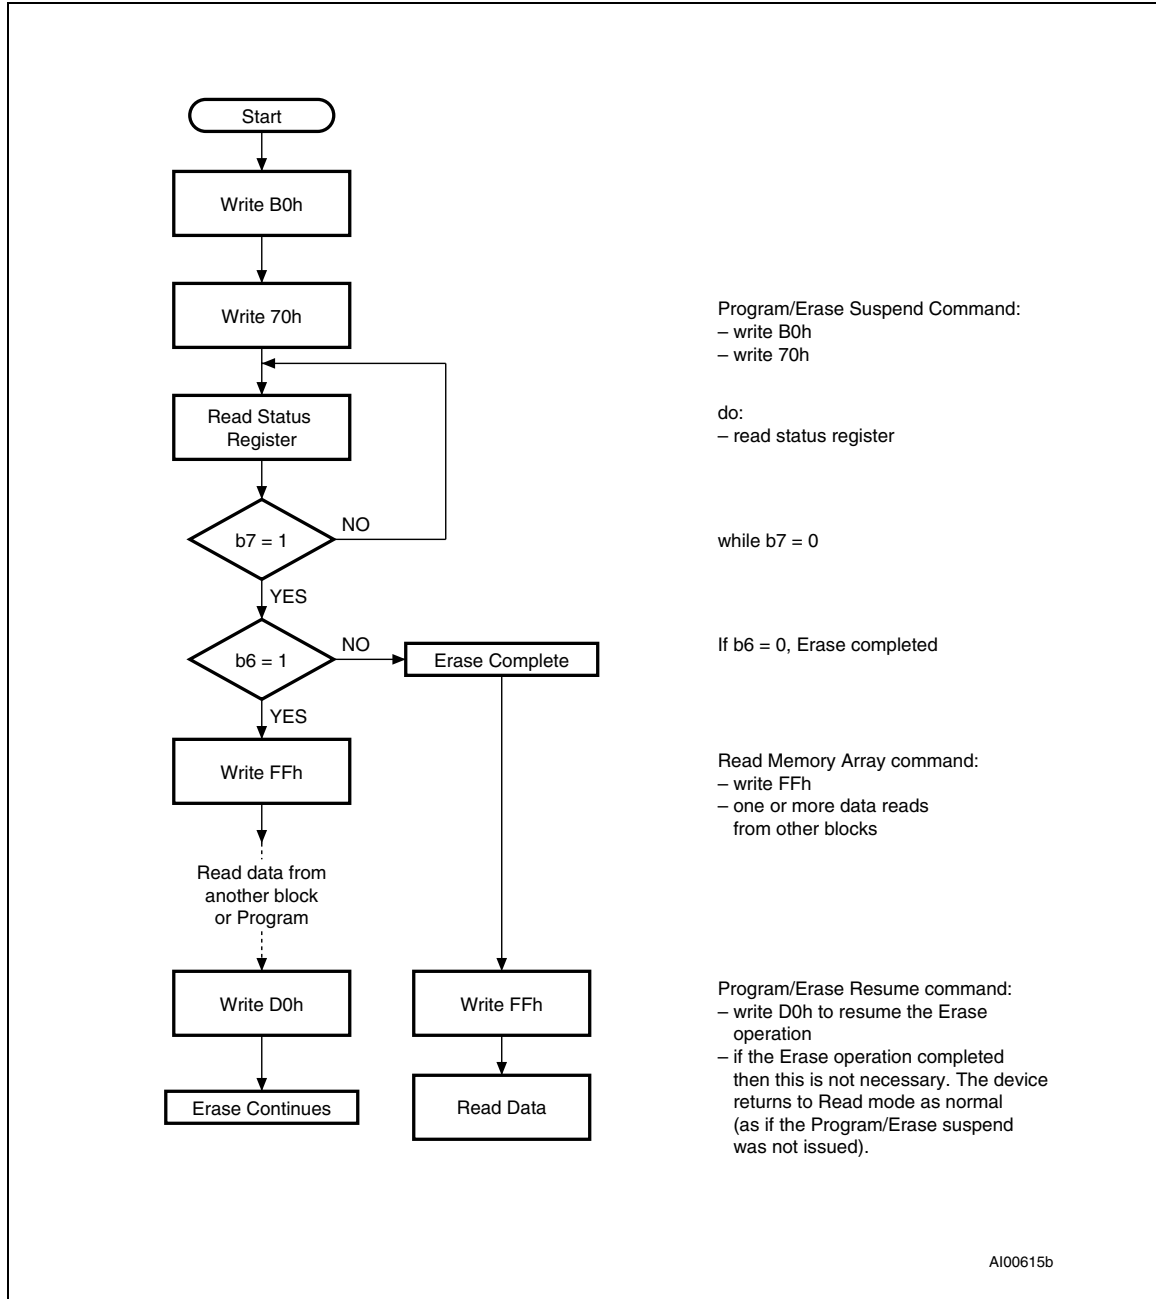 Start
Write B0h
Write 70h
Program/Erase Suspend Command:
– write B0h
– write 70h
Read Status
Register
do:
– read status register
b7 = 1
NO
while b7 = 0
YES
b6 = 1
NO
Erase Complete
If b6 = 0, Erase completed
YES
Write FFh
Read Memory Array command:
– write FFh
– one or more data reads
from other blocks
Read data from
another block
or Program
Write D0h
Write FFh
Program/Erase Resume command:
– write D0h to resume the Erase
operation
– if the Erase operation completed
then this is not necessary. The device
returns to Read mode as normal
(as if the Program/Erase suspend
was not issued).
Erase Continues
Read Data
AI00615b